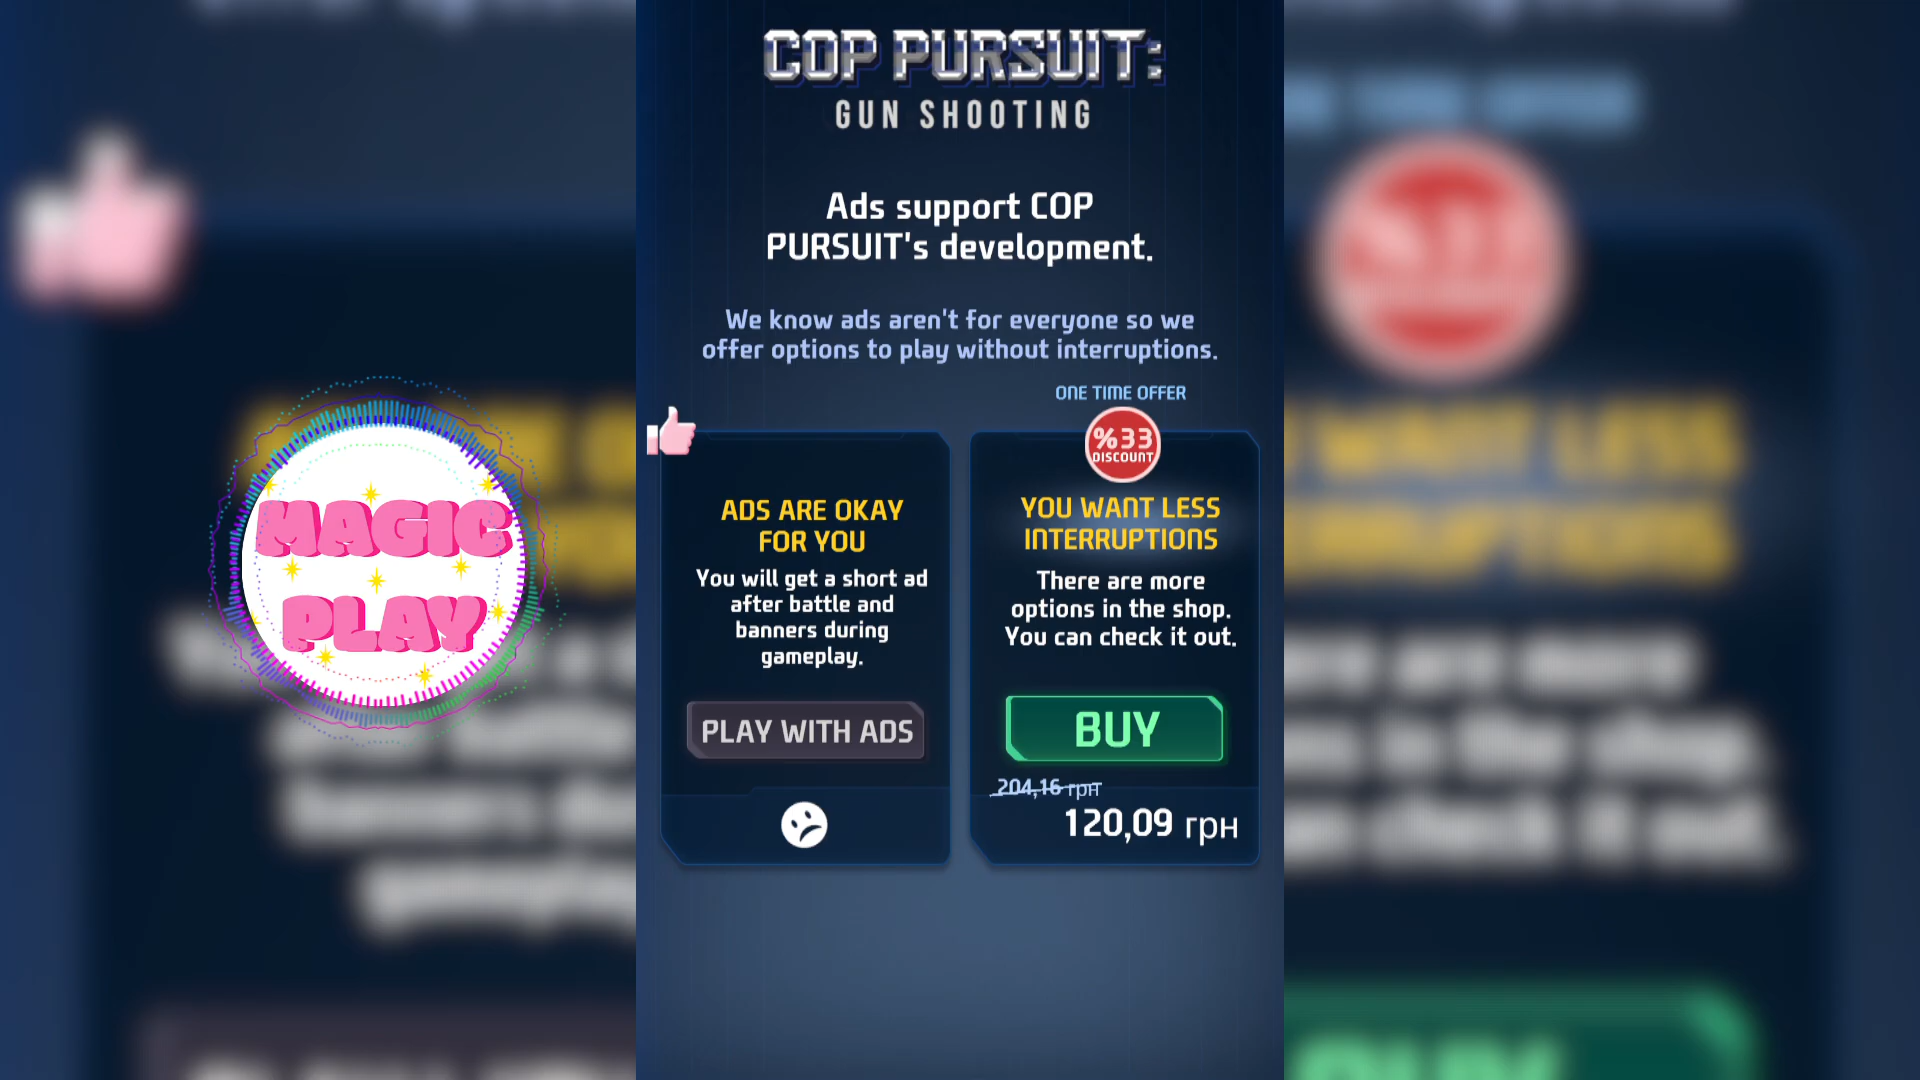 COP PURSUIT:
GUN SHOOTING
Ads support COP
PURSUIT's development.
We know ads aren't for everyone so we
offer options to play without interruptions.
ONE TIME OFFER
%33
DISCOUNT
ADS ARE OKAY
FOR YOU
You will get a short ad
after battle and
banners during
gameplay.
PLAY WITH ADS
YOU WANT LESS
INTERRUPTIONS
There are more
options in the shop.
You can check it out.
BUY
204,16 грн
120,09 грн
MAGIC
PLAY